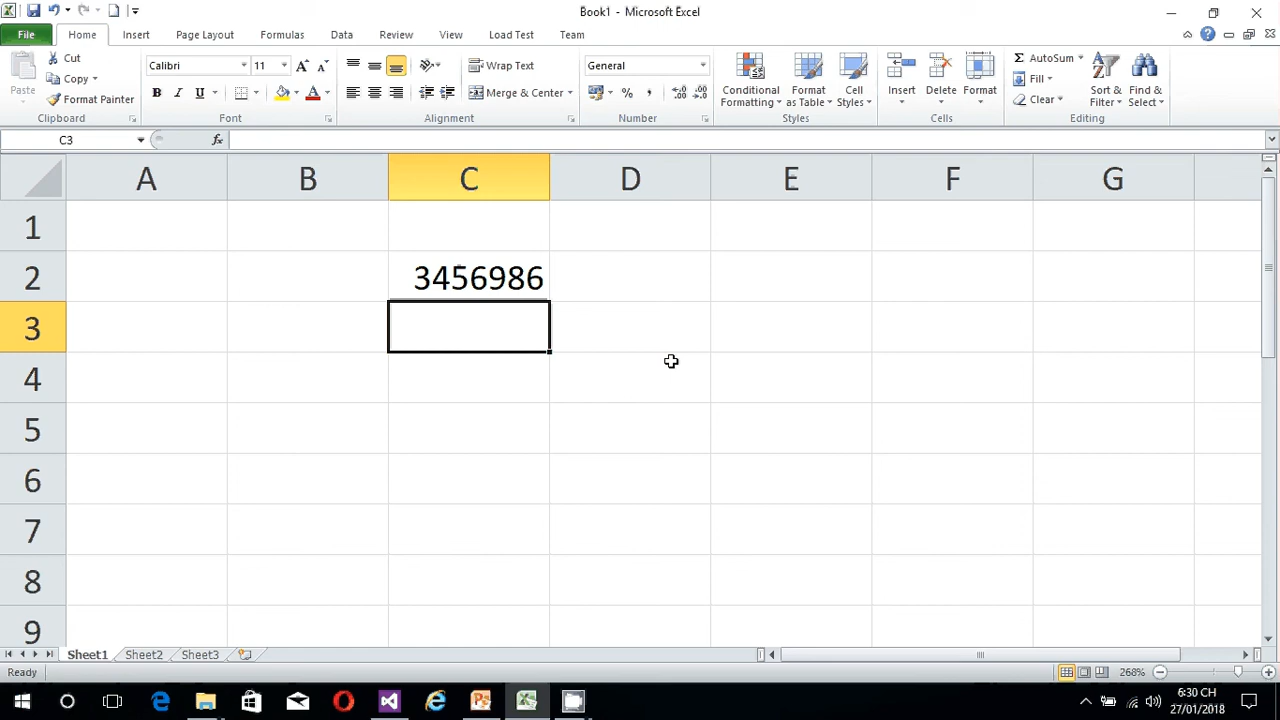 Book1 - Microsoft Excel
File Home Insert Page Layout Formulas Data Review View Load Test Team
Paste Cut Copy Format Painter Clipboard
Calibri 11 B I U Font
Wrap Text Merge & Center Alignment
General % Number
Conditional Formatting Format as Table Cell Styles Styles
Insert Delete Format Cells
Σ AutoSum Fill Clear Sort & Filter Find & Select Editing
C3 fx
A B C D E F G
1
2 3456986
3
4
5
6
7
8
9
Sheet1 Sheet2 Sheet3
Ready 268%
6:30 CH
27/01/2018